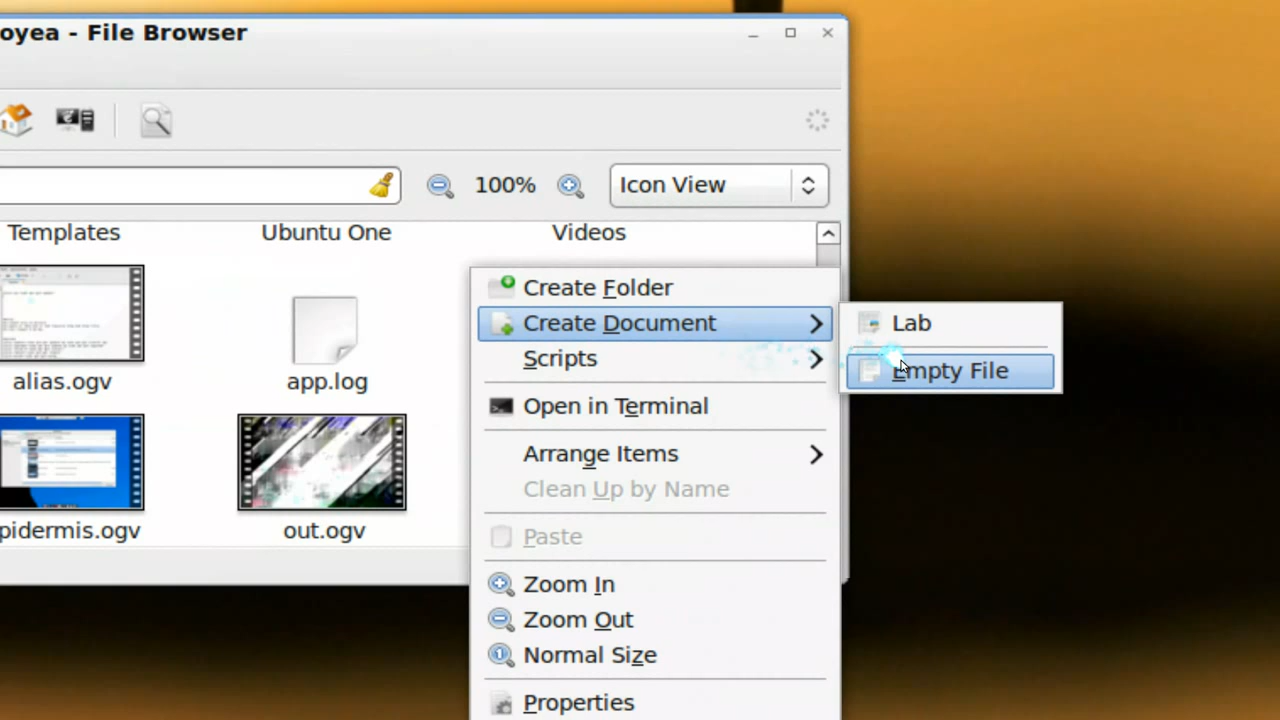 oyea - File Browser
100%
Icon View
Templates
Ubuntu One
Videos
alias.ogv
app.log
pidermis.ogv
out.ogv
Create Folder
Create Document
Scripts
Open in Terminal
Arrange Items
Clean Up by Name
Paste
Zoom In
Zoom Out
Normal Size
Properties
Lab
Empty File